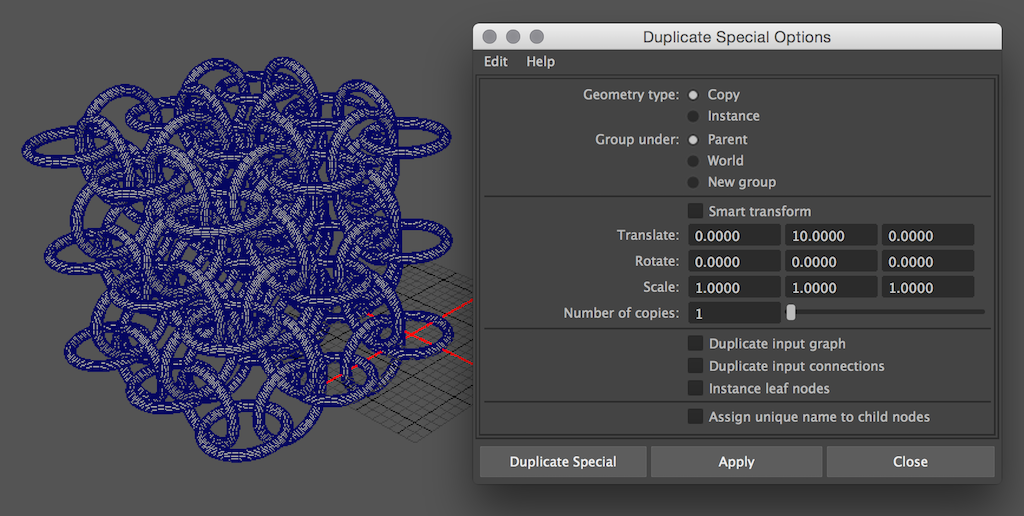 Duplicate Special Options
Edit Help
Geometry type: Copy
Instance
Group under: Parent
World
New group
Smart transform
Translate: 0.0000 10.0000 0.0000
Rotate: 0.0000 0.0000 0.0000
Scale: 1.0000 1.0000 1.0000
Number of copies: 1
Duplicate input graph
Duplicate input connections
Instance leaf nodes
Assign unique name to child nodes
Duplicate Special Apply Close